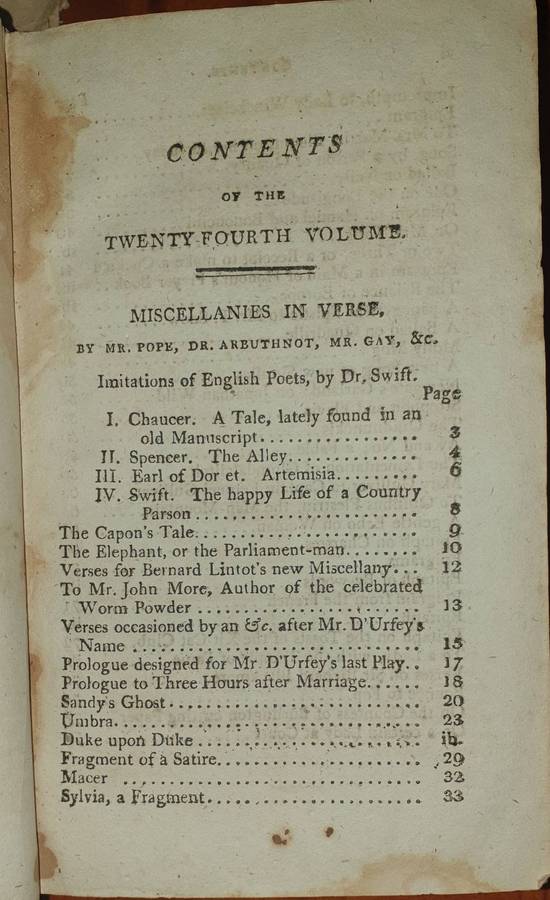 CONTENTS
OF THE
TWENTY-FOURTH VOLUME.
MISCELLANIES IN VERSE,
BY MR. POPE, DR. ARBUTHNOT, MR. GAY, &c.
Imitations of English Poets, by Dr. Swift.
Page
I. Chaucer. A Tale, lately found in an
old Manuscript................ 3
II. Spencer. The Alley.............. 4
III. Earl of Dor et. Artemisia......... 6
IV. Swift. The happy Life of a Country
Parson ....................... 8
The Capon's Tale....................... 9
The Elephant, or the Parliament-man........ 10
Verses for Bernard Lintot's new Miscellany... 12
To Mr. John More, Author of the celebrated
Worm Powder ....................... 13
Verses occasioned by an &c. after Mr. D'Urfey's
Name ............................. 15
Prologue designed for Mr D'Urfey's last Play.. 17
Prologue to Three Hours after Marriage...... 18
Sandy's Ghost.......................... 20
Umbra............................... 23
Duke upon Duke ....................... ib.
Fragment of a Satire..................... 29
Macer ............................... 32
Sylvia, a Fragment...................... 33